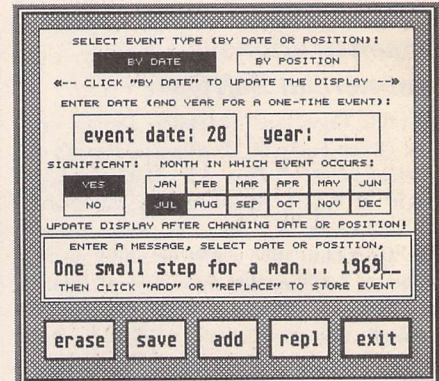 SELECT EVENT TYPE (BY DATE OR POSITION):
BY DATE BY POSITION
«-- CLICK "BY DATE" TO UPDATE THE DISPLAY --»
ENTER DATE (AND YEAR FOR A ONE-TIME EVENT):
event date: 20 year: ____
SIGNIFICANT: MONTH IN WHICH EVENT OCCURS:
YES JAN FEB MAR APR MAY JUN
NO JUL AUG SEP OCT NOV DEC
UPDATE DISPLAY AFTER CHANGING DATE OR POSITION!
ENTER A MESSAGE, SELECT DATE OR POSITION,
One small step for a man... 1969__
THEN CLICK "ADD" OR "REPLACE" TO STORE EVENT
erase save add repl exit